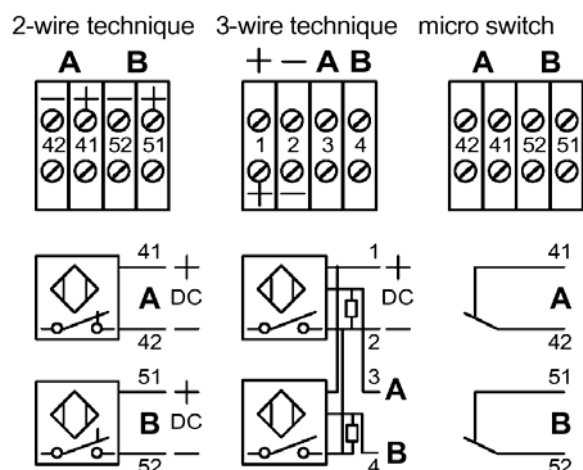 2-wire technique 3-wire technique micro switch
A B + − A B A B
− + − +
42 41 52 51 1 2 3 4 42 41 52 51
+ −
41 + 1 + 41
A DC DC A
42 − 2 − 42
3 A
51 + 51
B DC B
52 − 4 B 52